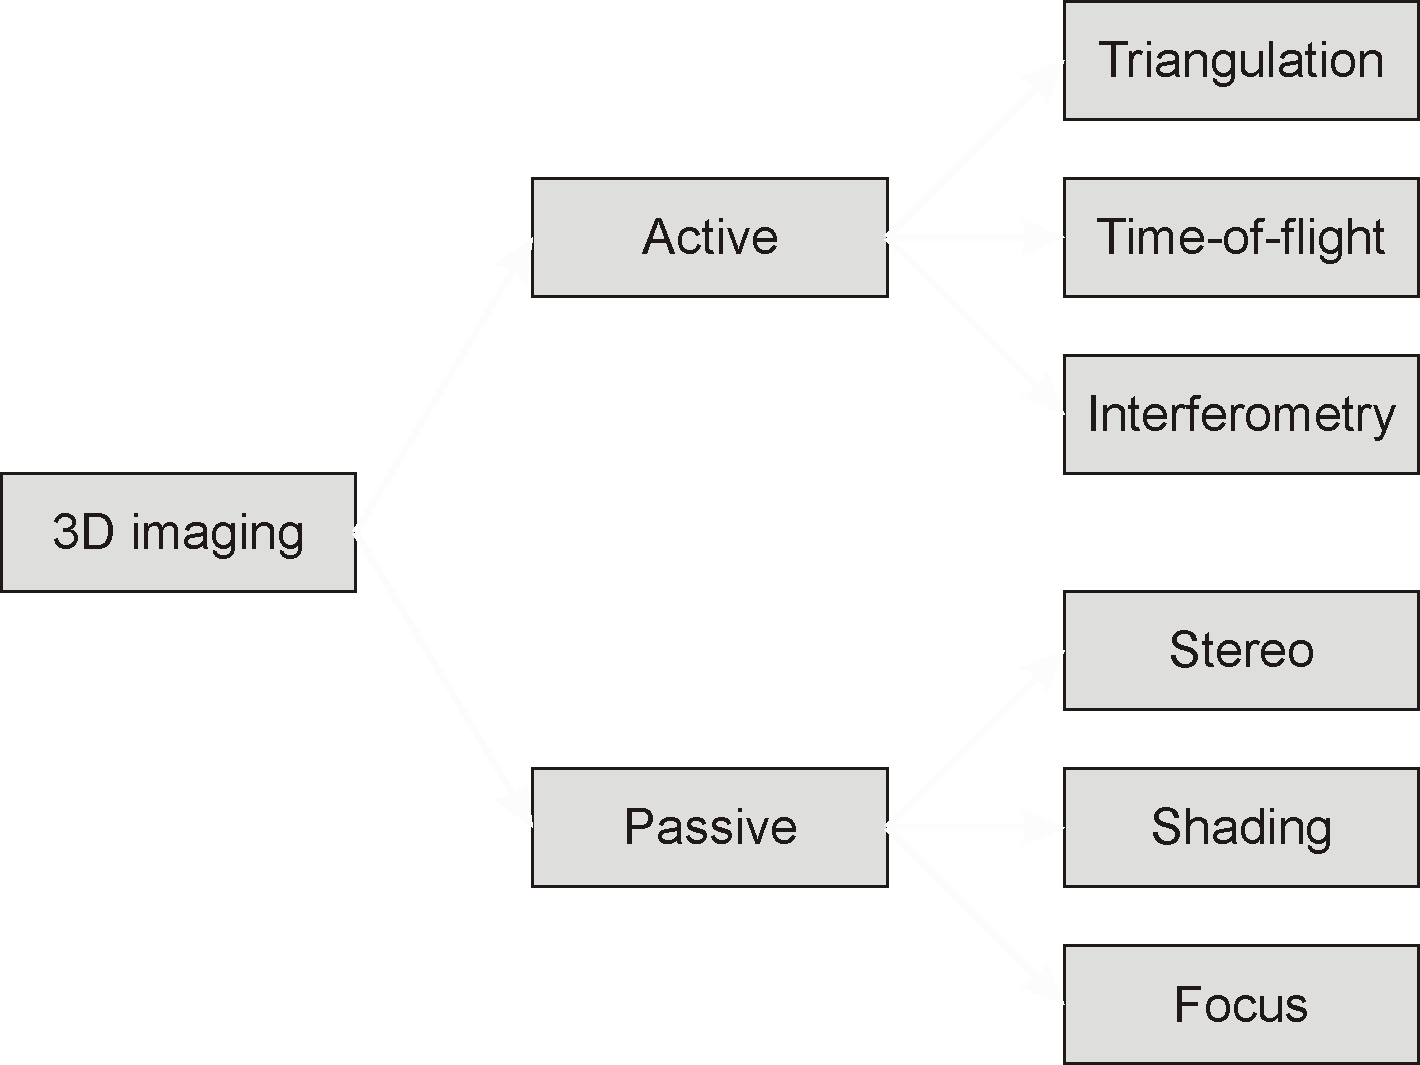 Triangulation
Active
Time-of-flight
Interferometry
3D imaging
Stereo
Passive
Shading
Focus